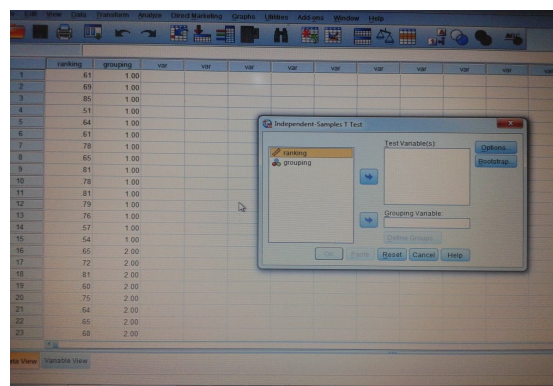 Edit View Data Transform Analyze Direct Marketing Graphs Utilities Add-ons Window Help
ranking grouping var var var var var var var var
1 61 1.00
2 69 1.00
3 85 1.00
4 51 1.00
5 64 1.00
6 61 1.00
7 78 1.00
8 65 1.00
9 81 1.00
10 78 1.00
11 81 1.00
12 79 1.00
13 76 1.00
14 57 1.00
15 54 1.00
16 65 2.00
17 72 2.00
18 81 2.00
19 60 2.00
20 75 2.00
21 64 2.00
22 65 2.00
23 68 2.00
Independent-Samples T Test
ranking
grouping
Test Variable(s):
Options...
Bootstrap...
Grouping Variable:
Define Groups...
OK Paste Reset Cancel Help
Data View Variable View